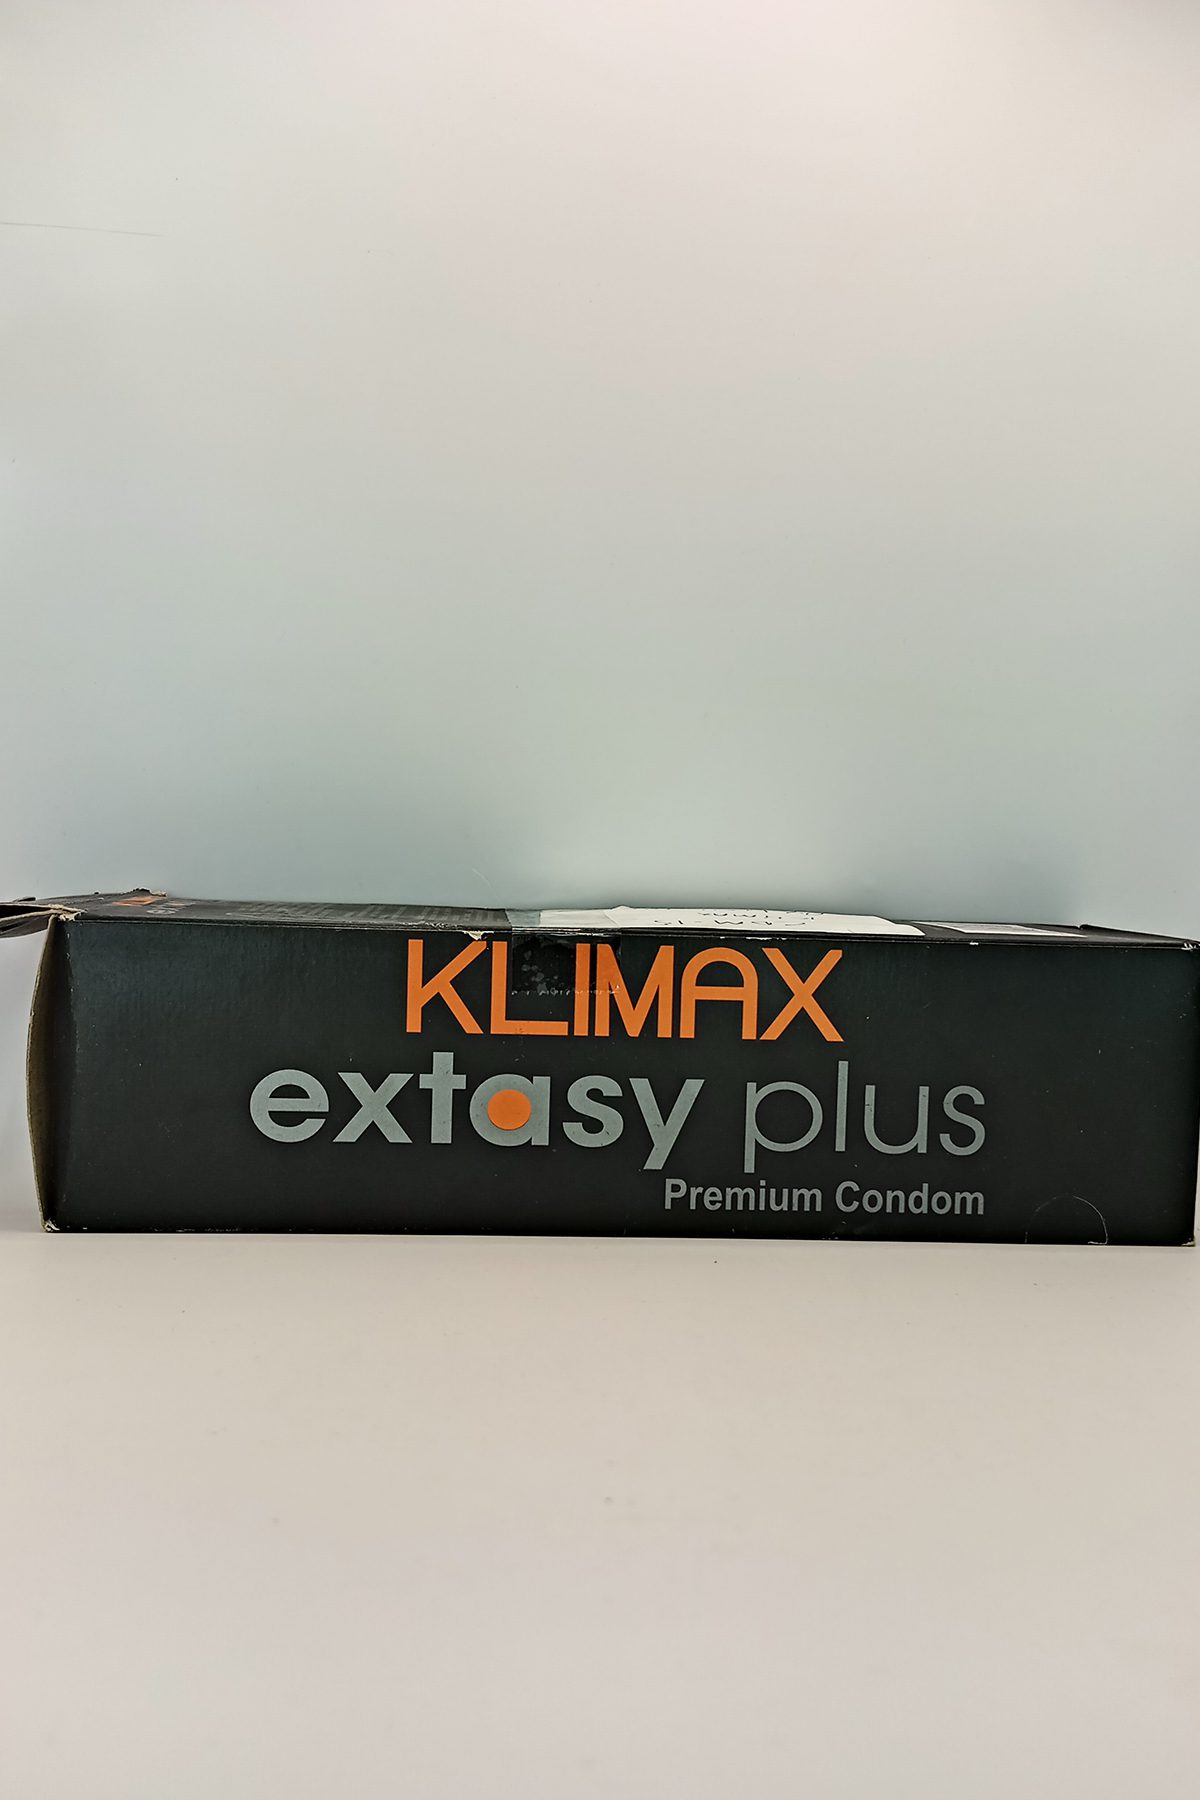 KLIMAX
extasy plus
Premium Condom